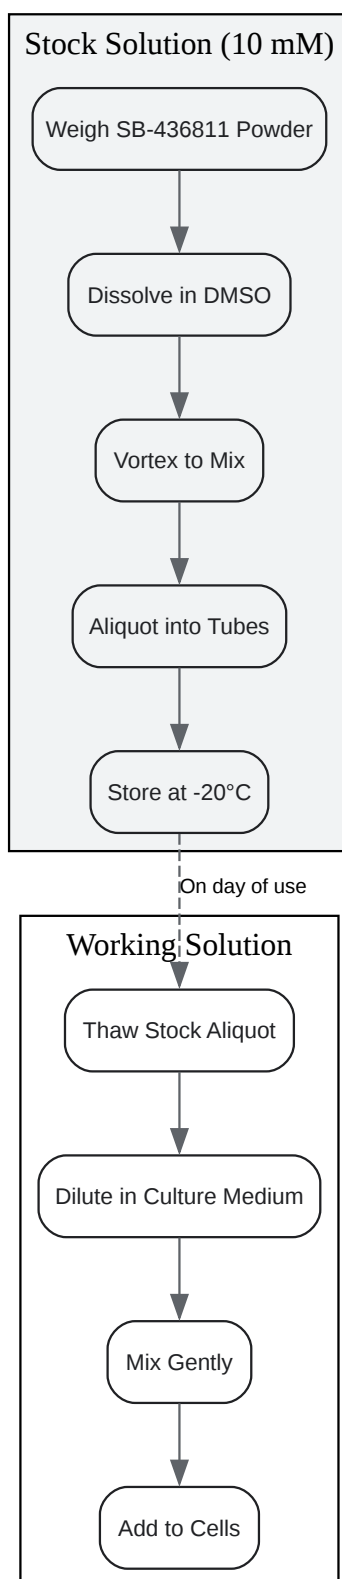 Stock Solution (10 mM)
Weigh SB-436811 Powder
Dissolve in DMSO
Vortex to Mix
Aliquot into Tubes
Store at -20°C
On day of use
Working Solution
Thaw Stock Aliquot
Dilute in Culture Medium
Mix Gently
Add to Cells